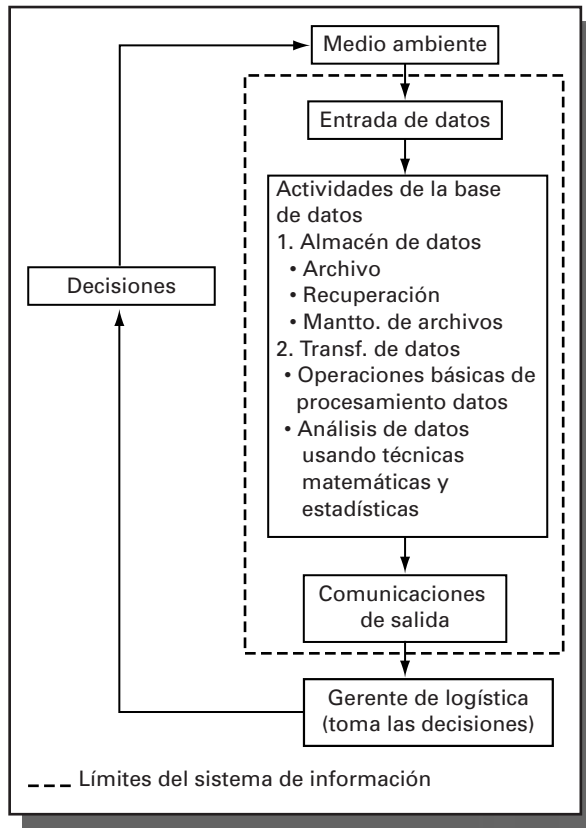 Medio ambiente
Entrada de datos
Actividades de la base
de datos
1. Almacén de datos
• Archivo
• Recuperación
• Mantto. de archivos
2. Transf. de datos
• Operaciones básicas de
procesamiento datos
• Análisis de datos
usando técnicas
matemáticas y
estadísticas
Decisiones
Comunicaciones
de salida
Gerente de logística
(toma las decisiones)
Límites del sistema de información